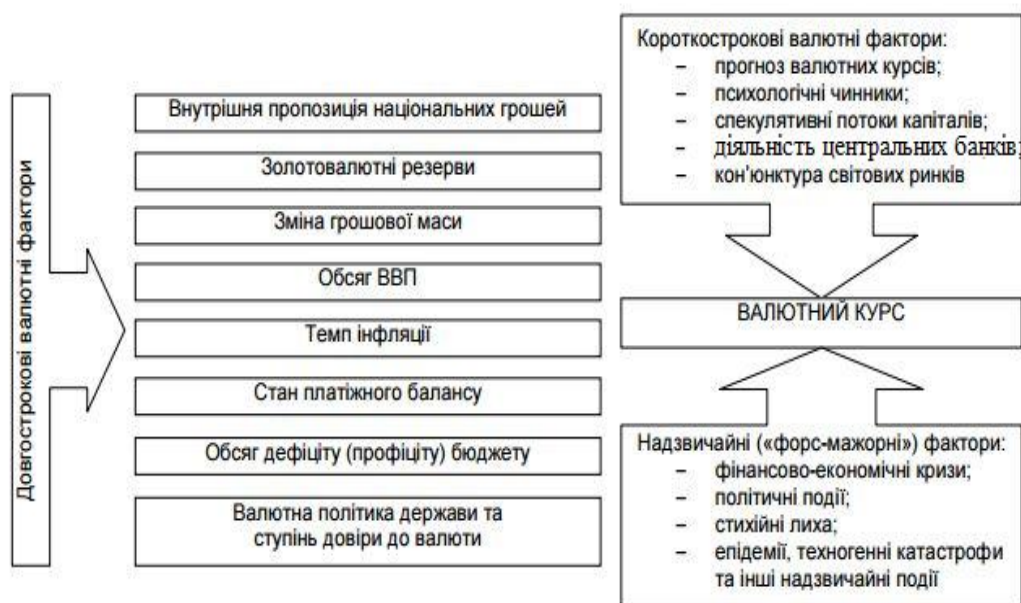 Довгострокові валютні фактори
Внутрішня пропозиція національних грошей
Золотовалютні резерви
Зміна грошової маси
Обсяг ВВП
Темп інфляції
Стан платіжного балансу
Обсяг дефіциту (профіциту) бюджету
Валютна політика держави та
ступінь довіри до валюти
Короткострокові валютні фактори:
– прогноз валютних курсів;
– психологічні чинники;
– спекулятивні потоки капіталів;
– діяльність центральних банків;
– кон'юнктура світових ринків
ВАЛЮТНИЙ КУРС
Надзвичайні («форс-мажорні») фактори:
– фінансово-економічні кризи;
– політичні події;
– стихійні лиха;
– епідемії, техногенні катастрофи
та інші надзвичайні події